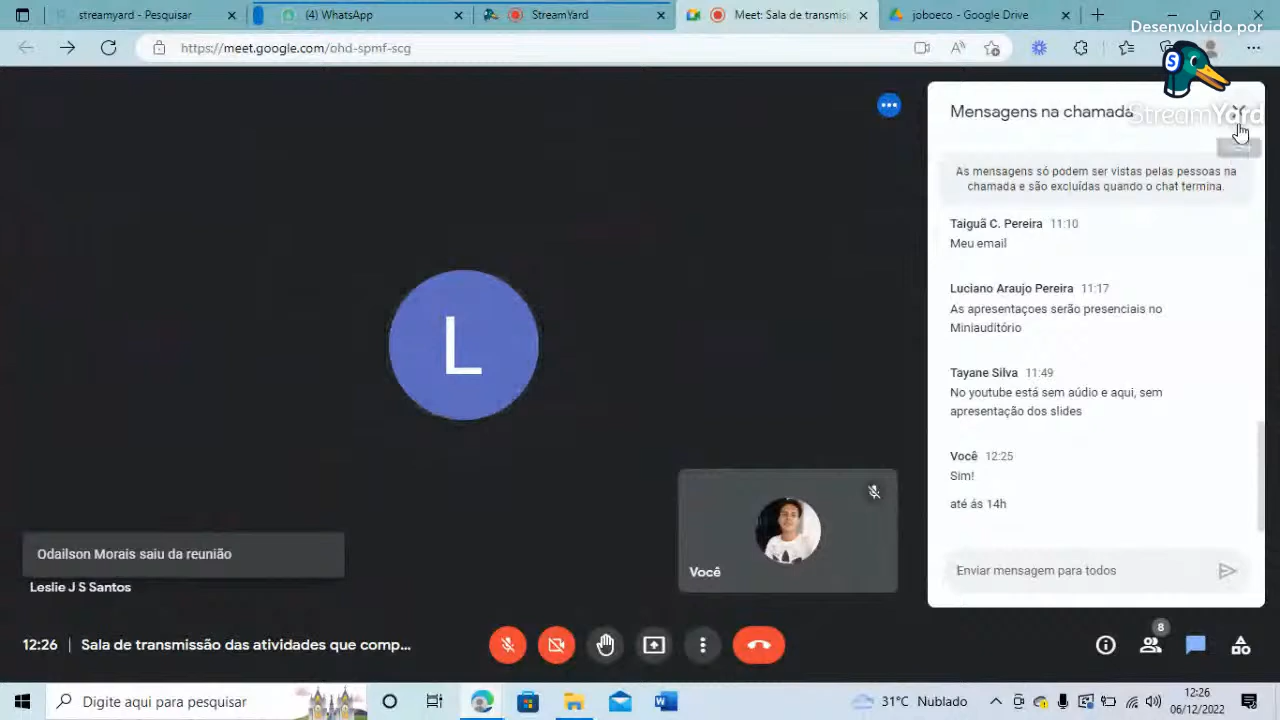 streamyard - Pesquisar
(4) WhatsApp
StreamYard
Meet: Sala de transmis
joboeco - Google Drive
Desenvolvido por
https://meet.google.com/ohd-spmf-scg
StreamYard
Mensagens na chamada
As mensagens só podem ser vistas pelas pessoas na
chamada e são excluídas quando o chat termina.
Taiguã C. Pereira 11:10
Meu email
Luciano Araujo Pereira 11:17
As apresentaçoes serão presenciais no
Miniauditório
Tayane Silva 11:49
No youtube está sem aúdio e aqui, sem
apresentação dos slides
Você 12:25
Sim!
até ás 14h
Enviar mensagem para todos
L
Odailson Morais saiu da reunião
Leslie J S Santos
Você
12:26 | Sala de transmissão das atividades que comp...
8
Digite aqui para pesquisar
31°C Nublado
12:26
06/12/2022